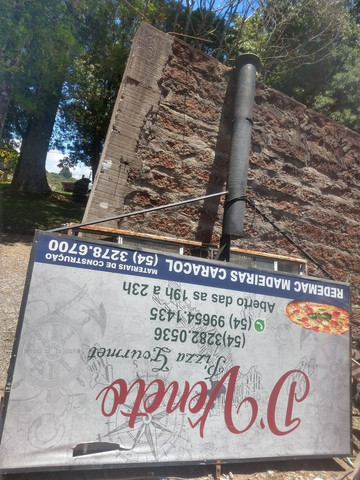 D'Vêneto
Pizza Gourmet
(54)3282.0536
(54) 99654.1435
Aberto das as 19h a 23h
REDEMAC MADEIRAS CARACOL
MATERIAIS DE CONSTRUÇÃO
(54) 3278.6700